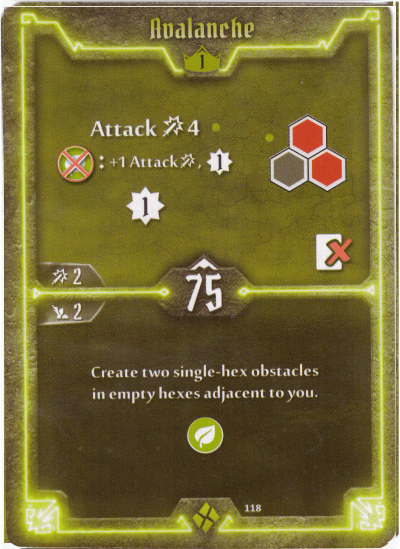 Avalanche
1
Attack 4
: +1 Attack , 1
1
2
75
2
Create two single-hex obstacles
in empty hexes adjacent to you.
118